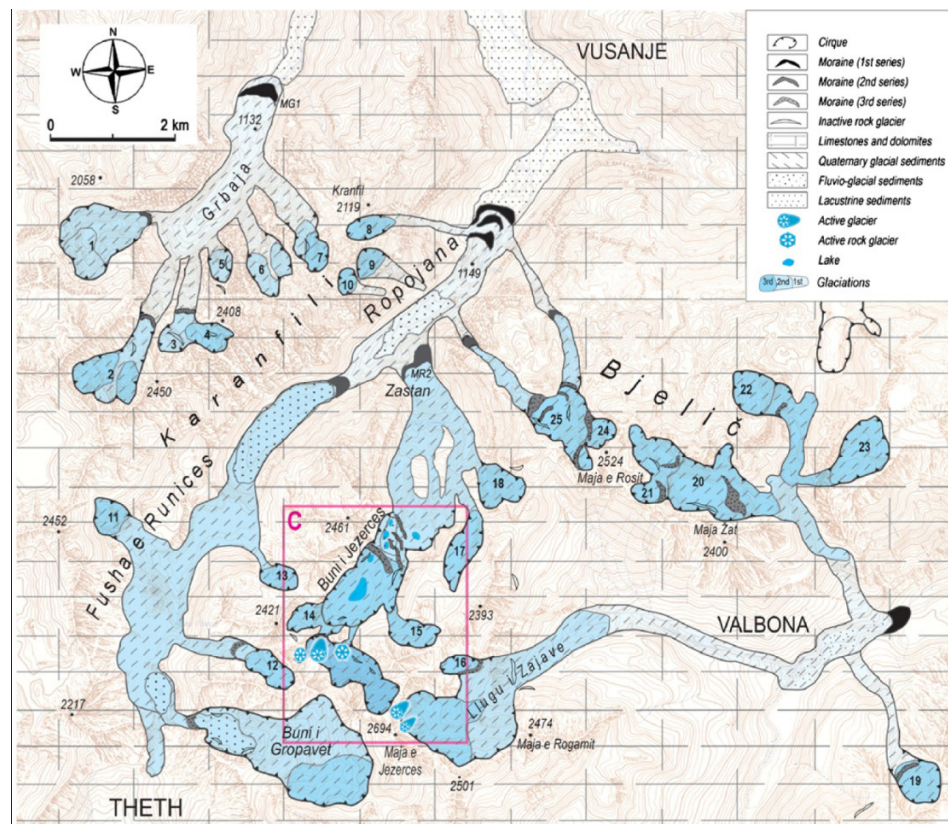 N
W E
S
0 2 km
VUSANJE
Cirque
Moraine (1st series)
Moraine (2nd series)
Moraine (3rd series)
Inactive rock glacier
Limestones and dolomites
Quaternary glacial sediments
Fluvio-glacial sediments
Lacustrine sediments
Active glacier
Active rock glacier
Lake
3rd 2nd 1st Glaciations
MG1
1132
2058
Grbaja
Kranfil
2119
1
5
6
7
8
9
10
1149
Ropojana
Karanfili
2408
3
4
2
2450
MR2
Zastan
Bjelič
22
25
24
23
2524
Maja e Rosit
21
20
18
Maja Zat
2400
Fusha e Runices
2452
11
C
2461
Buni i Jezerces
17
13
2421
14
15
2393
VALBONA
12
16
Llugu i Zajave
2217
Buni i
Gropavet
2694
Maja e
Jezerces
2474
Maja e Rogamit
2501
19
THETH